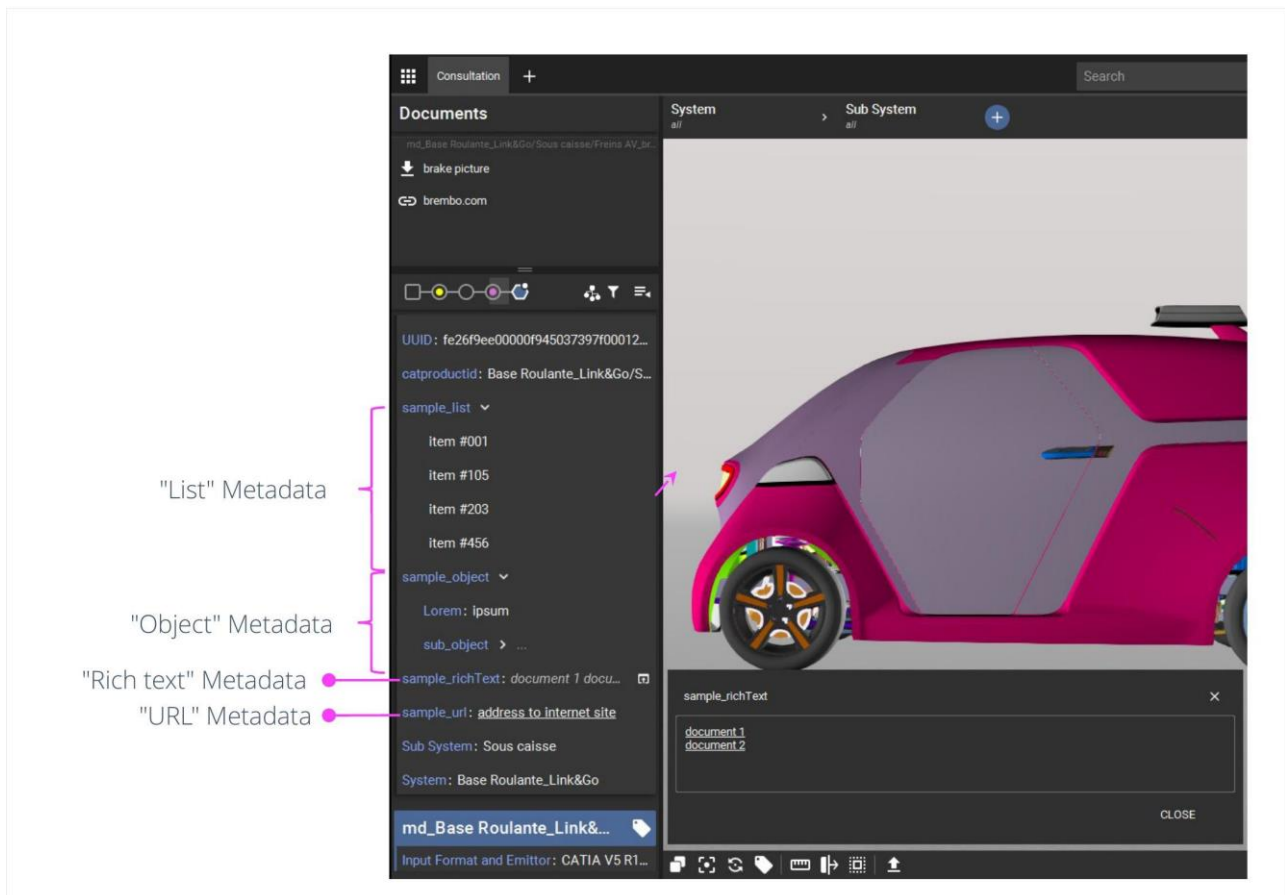 Consultation
Search
Documents
md_Base Roulante_Link&Go/Sous caisse/Freins AV_br...
brake picture
brembo.com
System
all
Sub System
all
UUID: fe26f9ee00000f945037397f00012...
catproductid: Base Roulante_Link&Go/S...
sample_list
item #001
item #105
item #203
item #456
sample_object
Lorem: ipsum
sub_object > ...
sample_richText: document 1 docu...
sample_url: address to internet site
Sub System: Sous caisse
System: Base Roulante_Link&Go
md_Base Roulante_Link&...
Input Format and Emittor: CATIA V5 R1...
"List" Metadata
"Object" Metadata
"Rich text" Metadata
"URL" Metadata
sample_richText
document 1
document 2
CLOSE